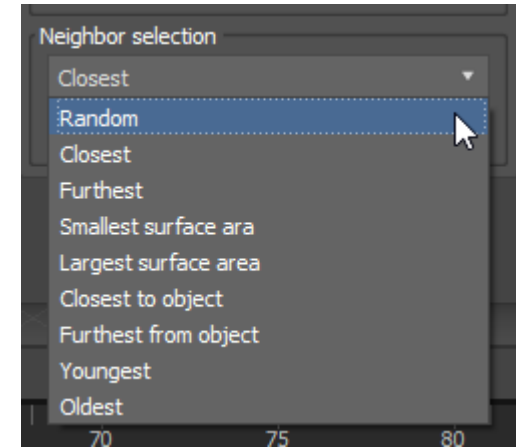 Neighbor selection
Closest
Random
Closest
Furthest
Smallest surface ara
Largest surface area
Closest to object
Furthest from object
Youngest
Oldest
70 75 80